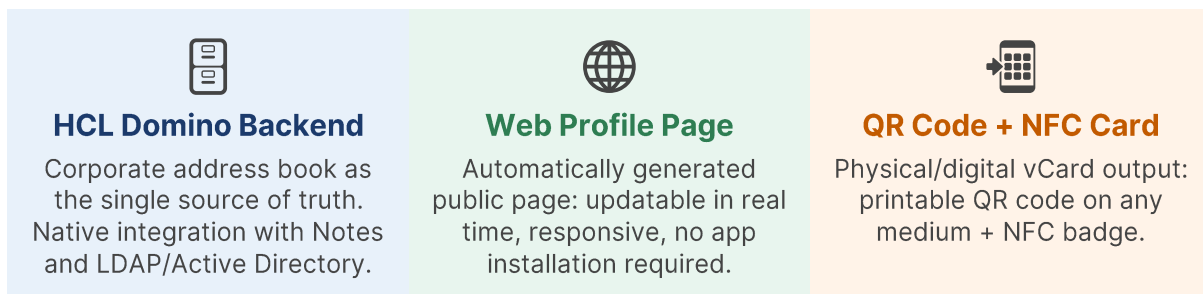 HCL Domino Backend
Corporate address book as
the single source of truth.
Native integration with Notes
and LDAP/Active Directory.
Web Profile Page
Automatically generated
public page: updatable in real
time, responsive, no app
installation required.
QR Code + NFC Card
Physical/digital vCard output:
printable QR code on any
medium + NFC badge.